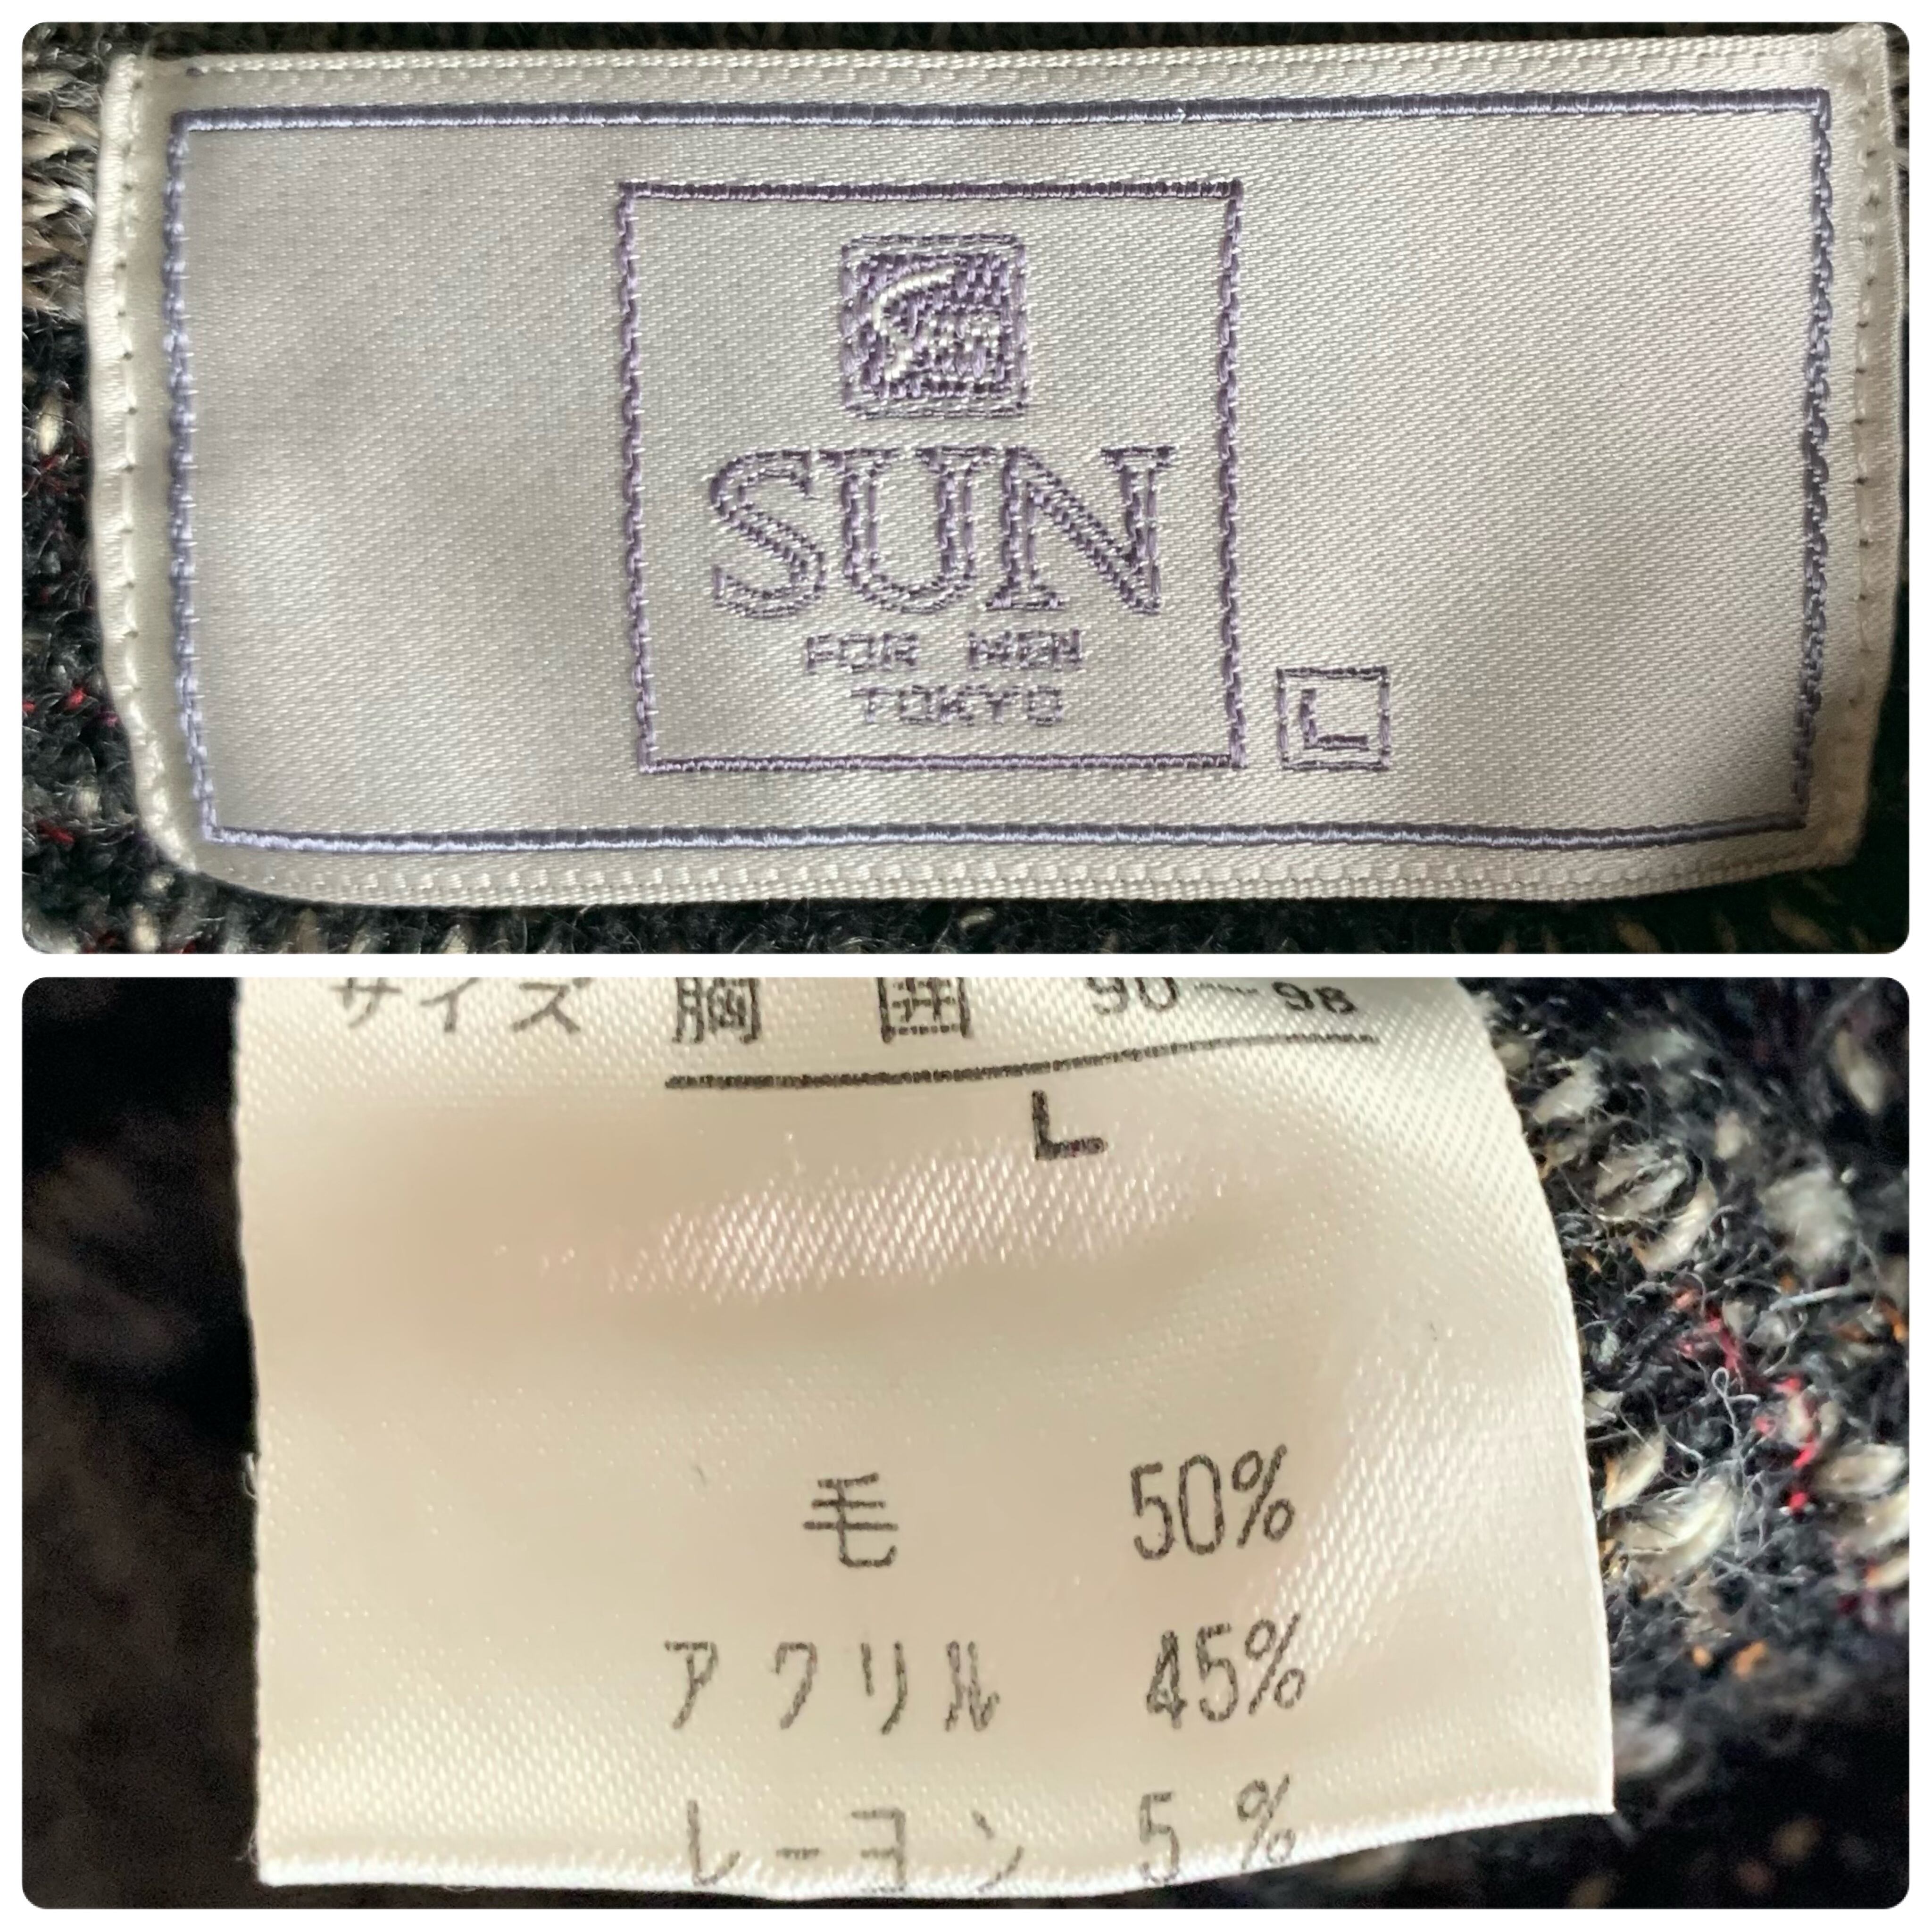 Sun
SUN
FOR MEN
TOKYO
L
サイズ 胸囲 90〜98
L
毛 50%
アクリル 45%
レーヨン 5%